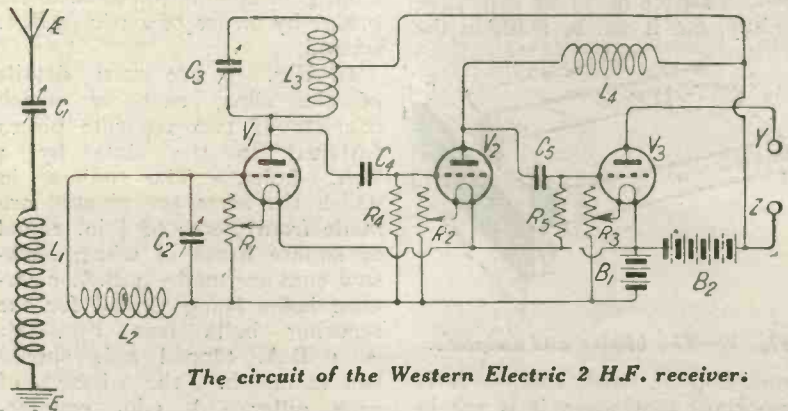 Æ
C1
L1
E
C3
L3
V1
C2
R1
L2
C4
R4
V2
R2
L4
C5
R5
V3
R3
B1
B2
Y
Z
The circuit of the Western Electric 2 H.F. receiver.